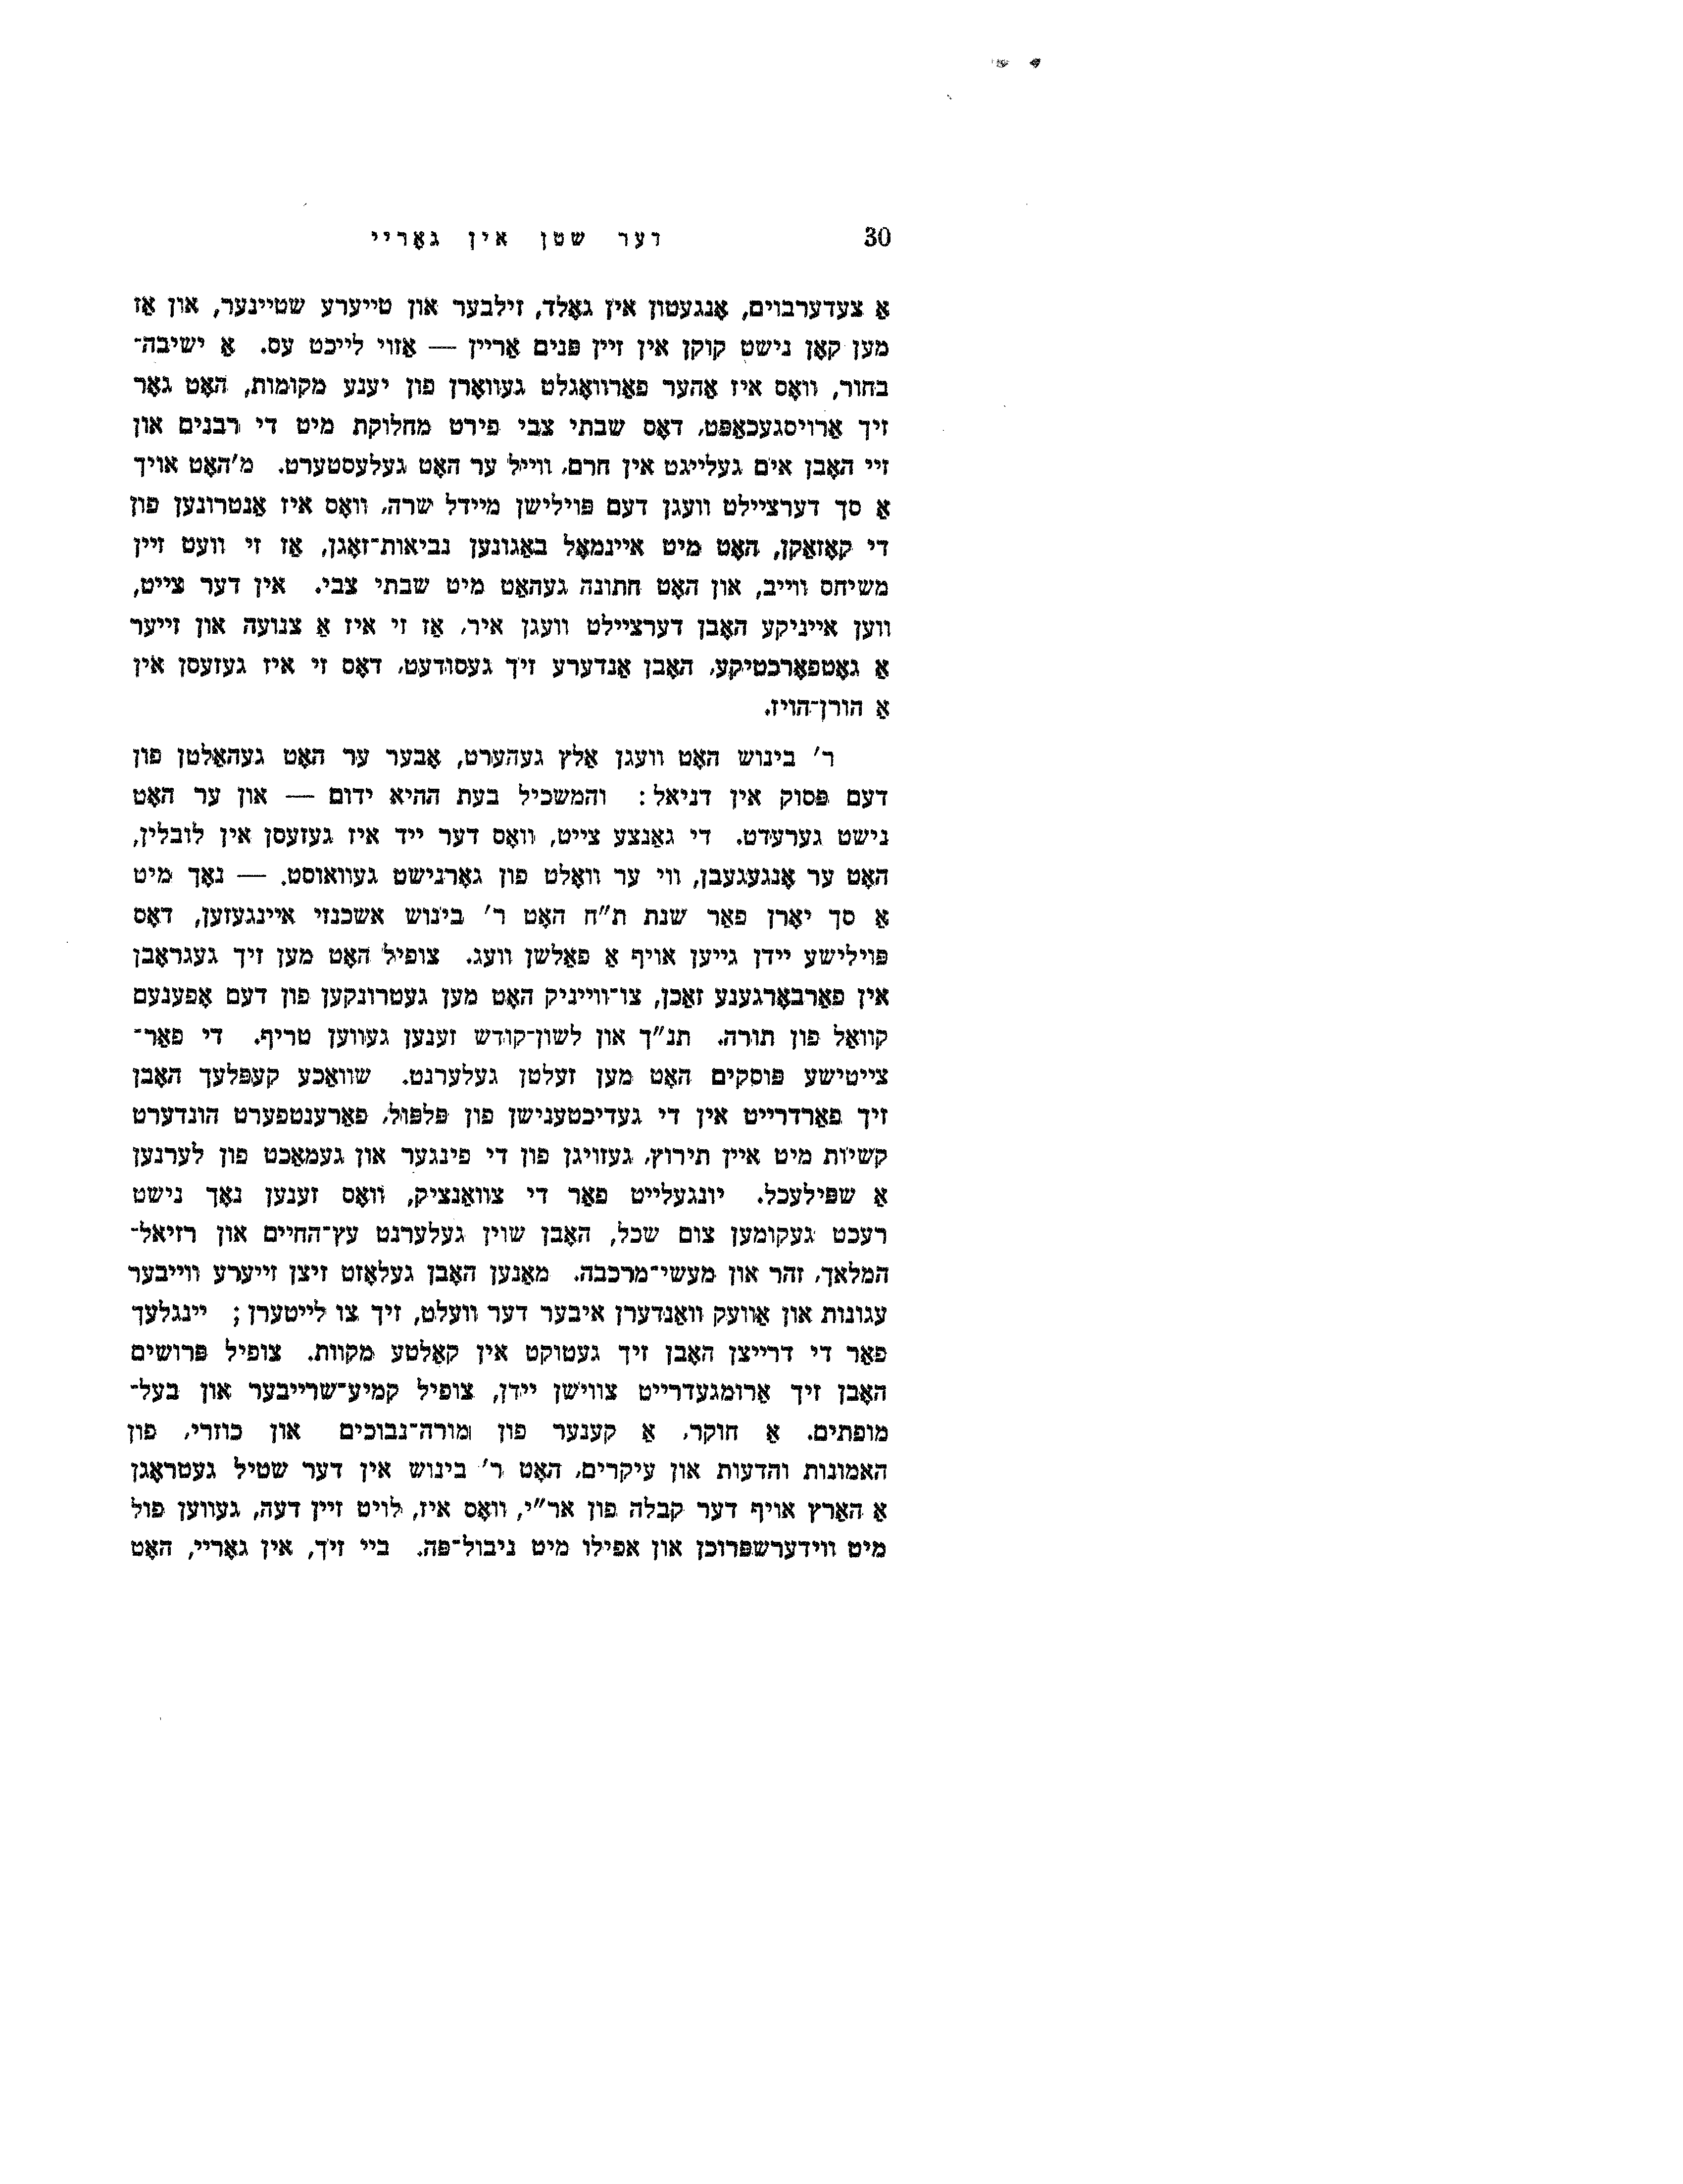 30 דער שטן אין גאָריי
אַ צעדערבוים, אָנגעטון אין גאָלד, זילבער און טייערע שטיינער, און אַז
מען קאָן נישט קוקן אין זיין פּנים אַריין — אַזוי לייכט עס. אַ ישיבה־
בחור, וואָס איז אַהער פאַרוואָגלט געוואָרן פון יענע מקומות, האָט גאָר
זיך אַרויסגעכאַפּט, דאָס שבתי צבי פירט מחלוקת מיט די רבנים און
זיי האָבן אים געלייגט אין חרם, ווייל ער האָט געלעסטערט. מ'האָט אויך
אַ סך דערציילט וועגן דעם פּוילישן מיידל שרה, וואָס איז אַנטרונען פון
די קאָזאַקן, האָט מיט איינמאָל באַגונען נביאות־זאָגן, אַז זי וועט זיין
משיחס ווייב, און האָט חתונה געהאַט מיט שבתי צבי. אין דער צייט,
ווען אייניקע האָבן דערציילט וועגן איר, אַז זי איז אַ צנועה און זייער
אַ גאָטפאָרכטיקע, האָבן אַנדערע זיך געסודעט, דאָס זי איז געזעסן אין
אַ הורן־הויז.
ר' בינוש האָט וועגן אַלץ געהערט, אָבער ער האָט געהאַלטן פון
דעם פּסוק אין דניאל: והמשכיל בעת ההיא ידום — און ער האָט
נישט גערעדט. די גאַנצע צייט, וואָס דער ייד איז געזעסן אין לובלין,
האָט ער אָנגעגעבן, ווי ער וואָלט פון גאָרנישט געוואוסט. — נאָך מיט
אַ סך יאָרן פאַר שנת ת"ח האָט ר' בינוש אשכנזי איינגעזען, דאָס
פּוילישע יידן גייען אויף אַ פאַלשן וועג. צופיל האָט מען זיך געגראָבן
אין פאַרבאָרגענע זאַכן, צו־ווייניק האָט מען געטרונקען פון דעם אָפענעם
קוואַל פון תורה. תנ"ך און לשון־קודש זענען געווען טריף. די פאַר־
צייטישע פּוסקים האָט מען זעלטן געלערנט. שוואַכע קעפּלעך האָבן
זיך פאַרדרייט אין די געדיכטענישן פון פּלפּול, פאַרענטפערט הונדערט
קשיות מיט איין תירוץ, געזויגן פון די פינגער און געמאַכט פון לערנען
אַ שפּילעכל. יונגעלייט פאַר די צוואַנציק, וואָס זענען נאָך נישט
רעכט געקומען צום שכל, האָבן שוין געלערנט עץ־החיים און רזיאל־
המלאך, זהר און מעשי־מרכבה. מאַנען האָבן געלאָזט זיצן זייערע ווייבער
עגונות און אַוועק וואַנדערן איבער דער וועלט, זיך צו לייטערן; יינגלעך
פאַר די דרייצן האָבן זיך געטוקט אין קאַלטע מקוות. צופיל פּרושים
האָבן זיך אַרומגעדרייט צווישן יידן, צופיל קמיע־שרייבער און בעל־
מופתים. אַ חוקר, אַ קענער פון מורה־נבוכים און כוזרי, פון
האמונות והדעות און עיקרים, האָט ר' בינוש אין דער שטיל געטראָגן
אַ האַרץ אויף דער קבלה פון אר"י, וואָס איז, לויט זיין דעה, געווען פול
מיט ווידערשפּרוכן און אפילו מיט ניבול־פּה. ביי זיך, אין גאָריי, האָט